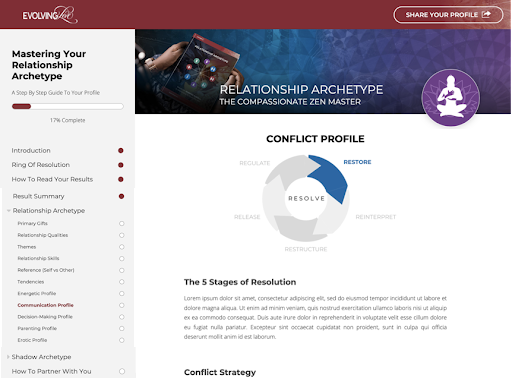 EVOLVING Love
SHARE YOUR PROFILE
Mastering Your
Relationship
Archetype
A Step By Step Guide To Your Profile
17% Complete
Introduction
Ring Of Resolution
How To Read Your Results
Result Summary
Relationship Archetype
Primary Gifts
Relationship Qualities
Themes
Relationship Skills
Reference (Self vs Other)
Tendencies
Energetic Profile
Communication Profile
Decision-Making Profile
Parenting Profile
Erotic Profile
Shadow Archetype
How To Partner With You
RELATIONSHIP ARCHETYPE
THE COMPASSIONATE ZEN MASTER
CONFLICT PROFILE
REGULATE
RESTORE
RESOLVE
RELEASE
REINTERPRET
RESTRUCTURE
The 5 Stages of Resolution
Lorem ipsum dolor sit amet, consectetur adipiscing elit, sed do eiusmod tempor incididunt ut labore et
dolore magna aliqua. Ut enim ad minim veniam, quis nostrud exercitation ullamco laboris nisi ut aliquip
ex ea commodo consequat. Duis aute irure dolor in reprehenderit in voluptate velit esse cillum dolore
eu fugiat nulla pariatur. Excepteur sint occaecat cupidatat non proident, sunt in culpa qui officia
deserunt mollit anim id est laborum.
Conflict Strategy